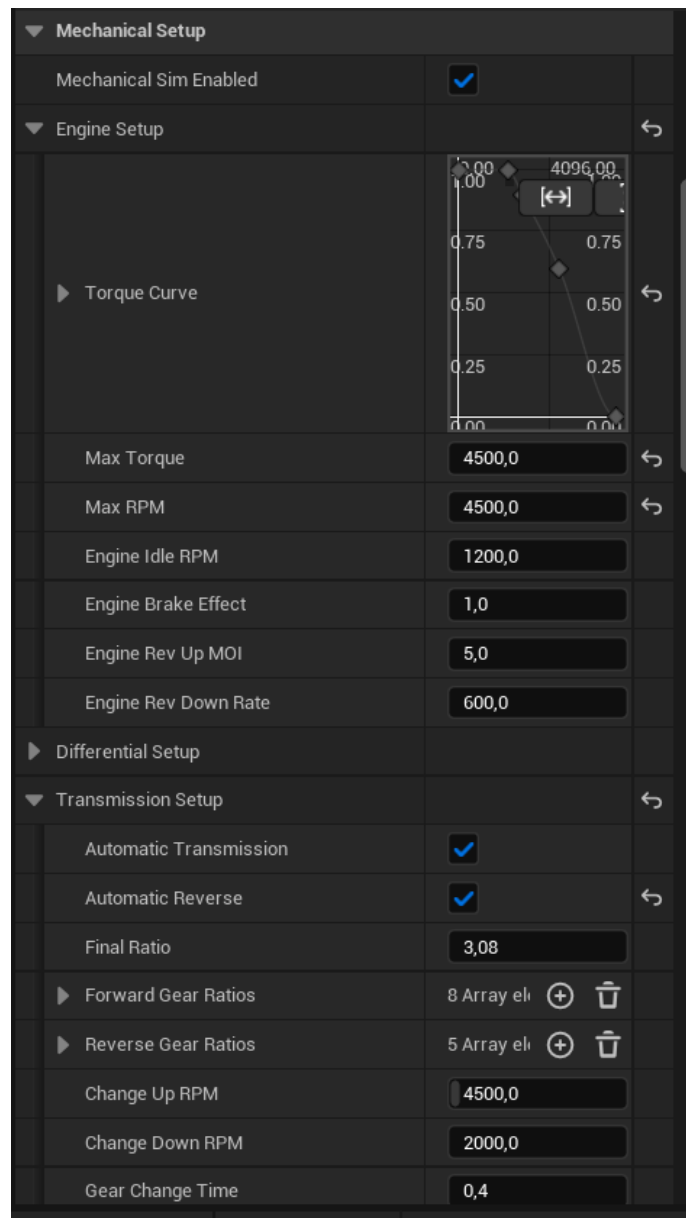 Mechanical Setup
Mechanical Sim Enabled
Engine Setup
4096,00
1.00
[↔]
0.75 0.75
Torque Curve
0.50 0.50
0.25 0.25
0.00 0.00
Max Torque 4500,0
Max RPM 4500,0
Engine Idle RPM 1200,0
Engine Brake Effect 1,0
Engine Rev Up MOI 5,0
Engine Rev Down Rate 600,0
Differential Setup
Transmission Setup
Automatic Transmission
Automatic Reverse
Final Ratio 3,08
Forward Gear Ratios 8 Array
Reverse Gear Ratios 5 Array
Change Up RPM 4500,0
Change Down RPM 2000,0
Gear Change Time 0,4